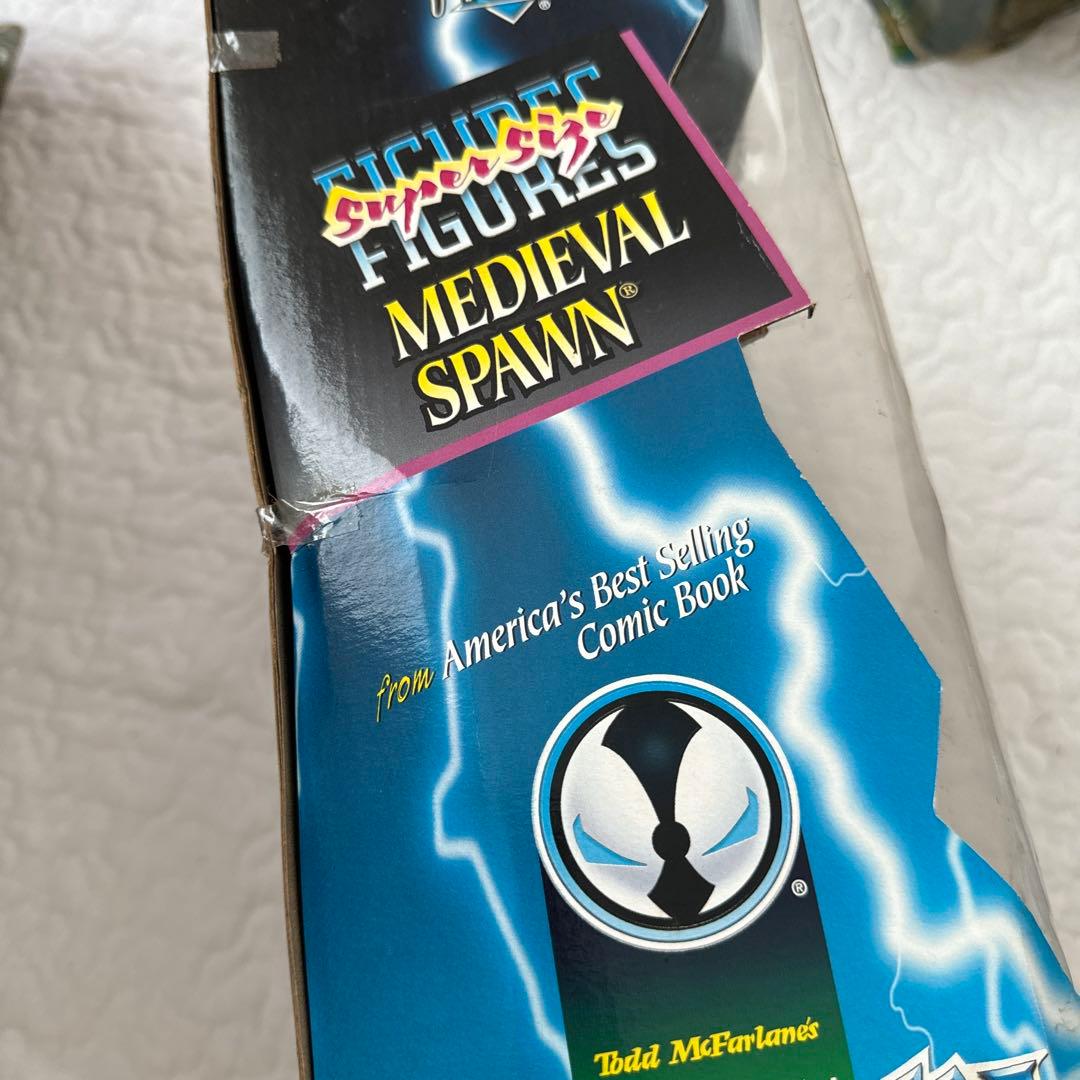 ®
FIGURES
SuperSize
FIGURES
MEDIEVAL
SPAWN®
from America's Best Selling
Comic Book
®
Todd McFarlane's